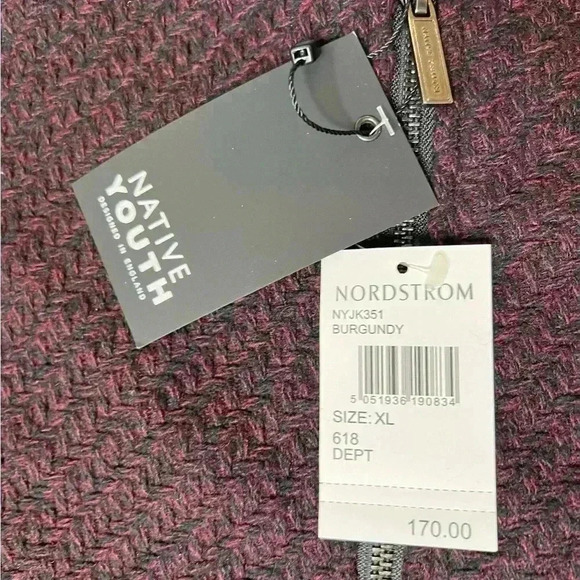 NATIVE
YOUTH
DESIGNED IN ENGLAND
NORDSTROM
NYJK351
BURGUNDY
5 051936 190834
SIZE: XL
618
DEPT
170.00